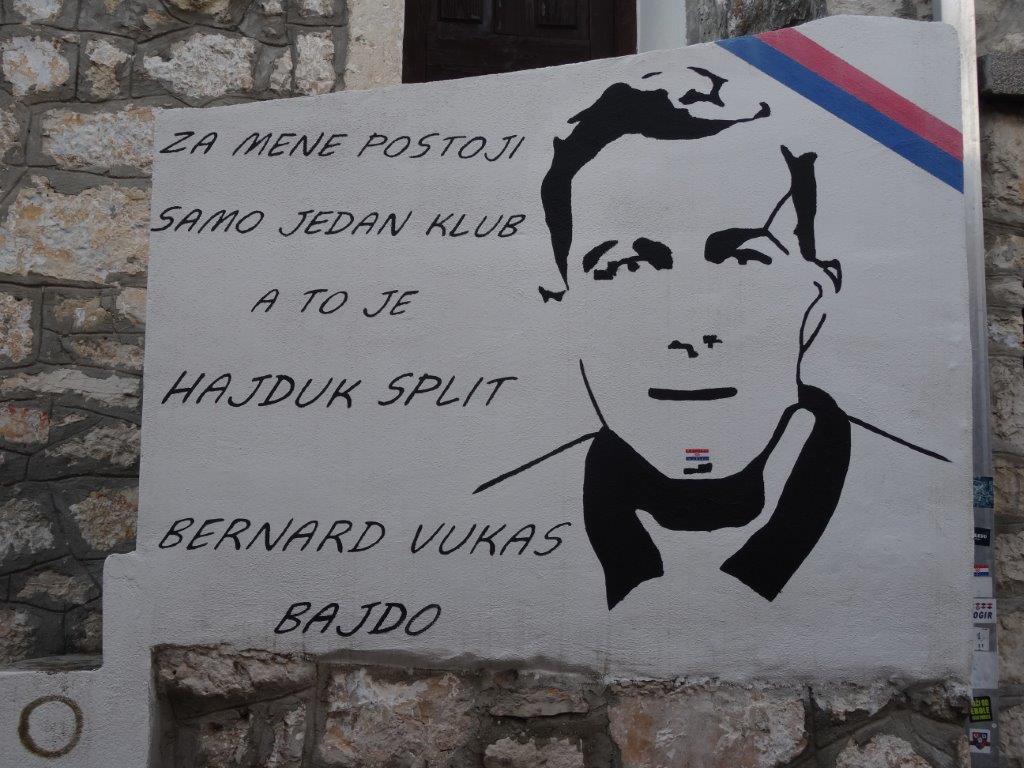 ZA MENE POSTOJI
SAMO JEDAN KLUB
A TO JE
HAJDUK SPLIT
BERNARD VUKAS
BAJDO